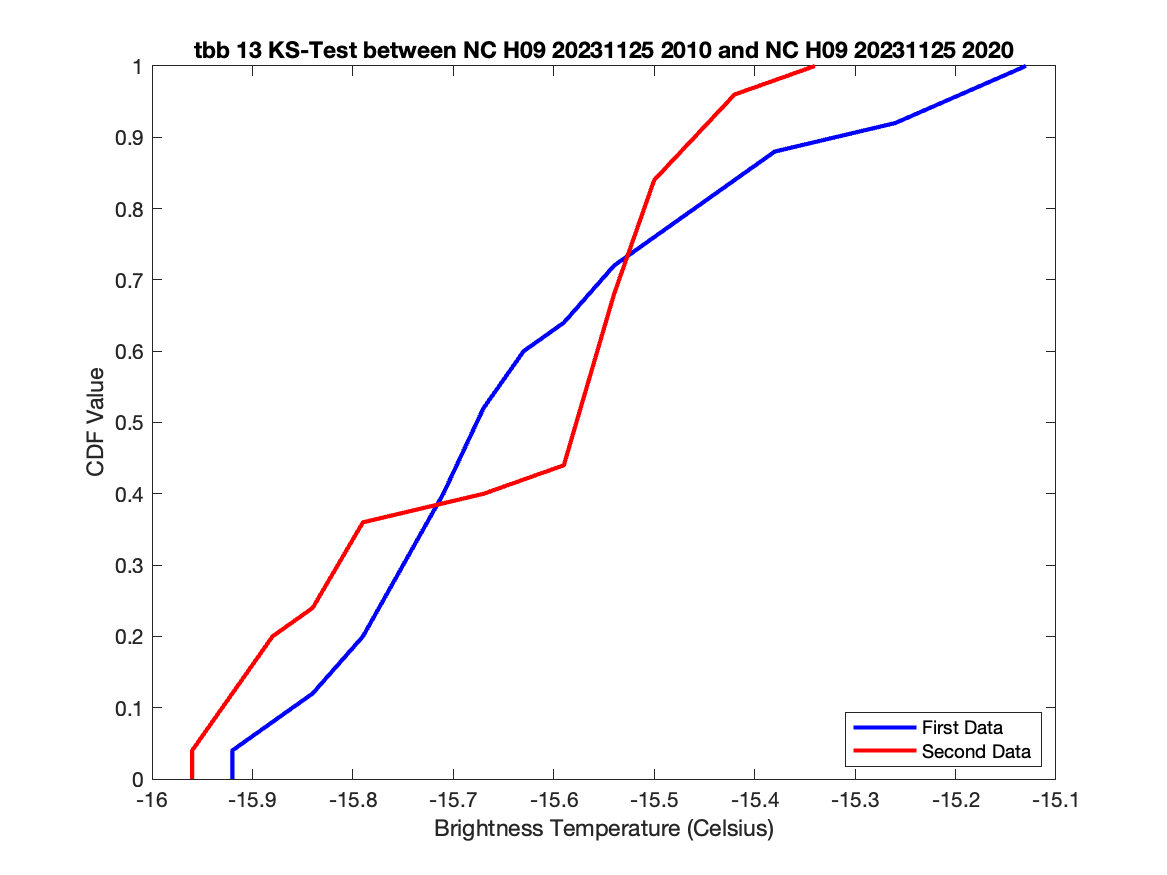 tbb 13 KS-Test between NC H09 20231125 2010 and NC H09 20231125 2020
1
0.9
0.8
0.7
0.6
0.5
0.4
0.3
0.2
0.1
0
CDF Value
-16 -15.9 -15.8 -15.7 -15.6 -15.5 -15.4 -15.3 -15.2 -15.1
Brightness Temperature (Celsius)
First Data
Second Data